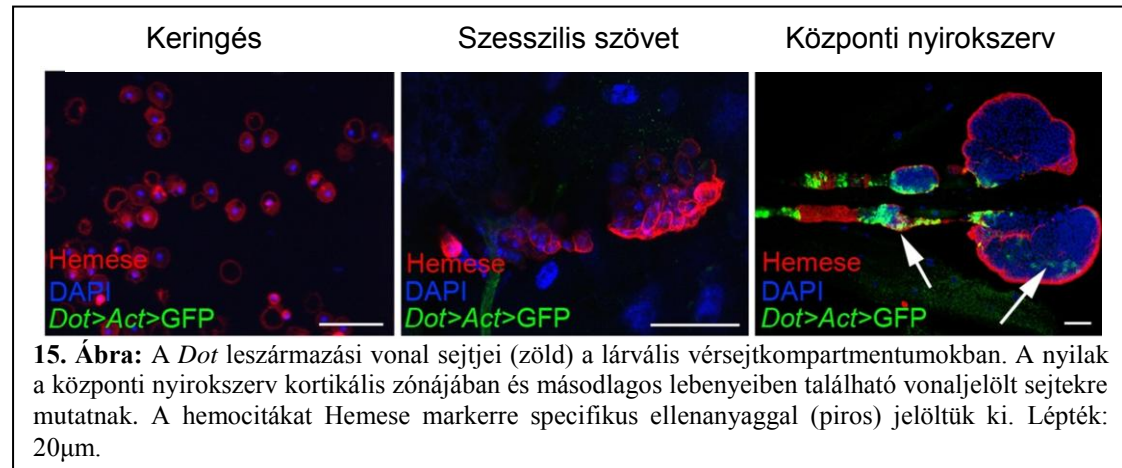 Keringés
Szesszilis szövet
Központi nyirokszerv
Hemese
DAPI
Dot>Act>GFP
Hemese
DAPI
Dot>Act>GFP
Hemese
DAPI
Dot>Act>GFP
15. Ábra: A Dot leszármazási vonal sejtjei (zöld) a lárvális vérsejtkompartmentumokban. A nyilak
a központi nyirokszerv kortikális zónájában és másodlagos lebenyeiben található vonaljelölt sejtekre
mutatnak. A hemocitákat Hemese markerre specifikus ellenanyaggal (piros) jelöltük ki. Lépték:
20μm.